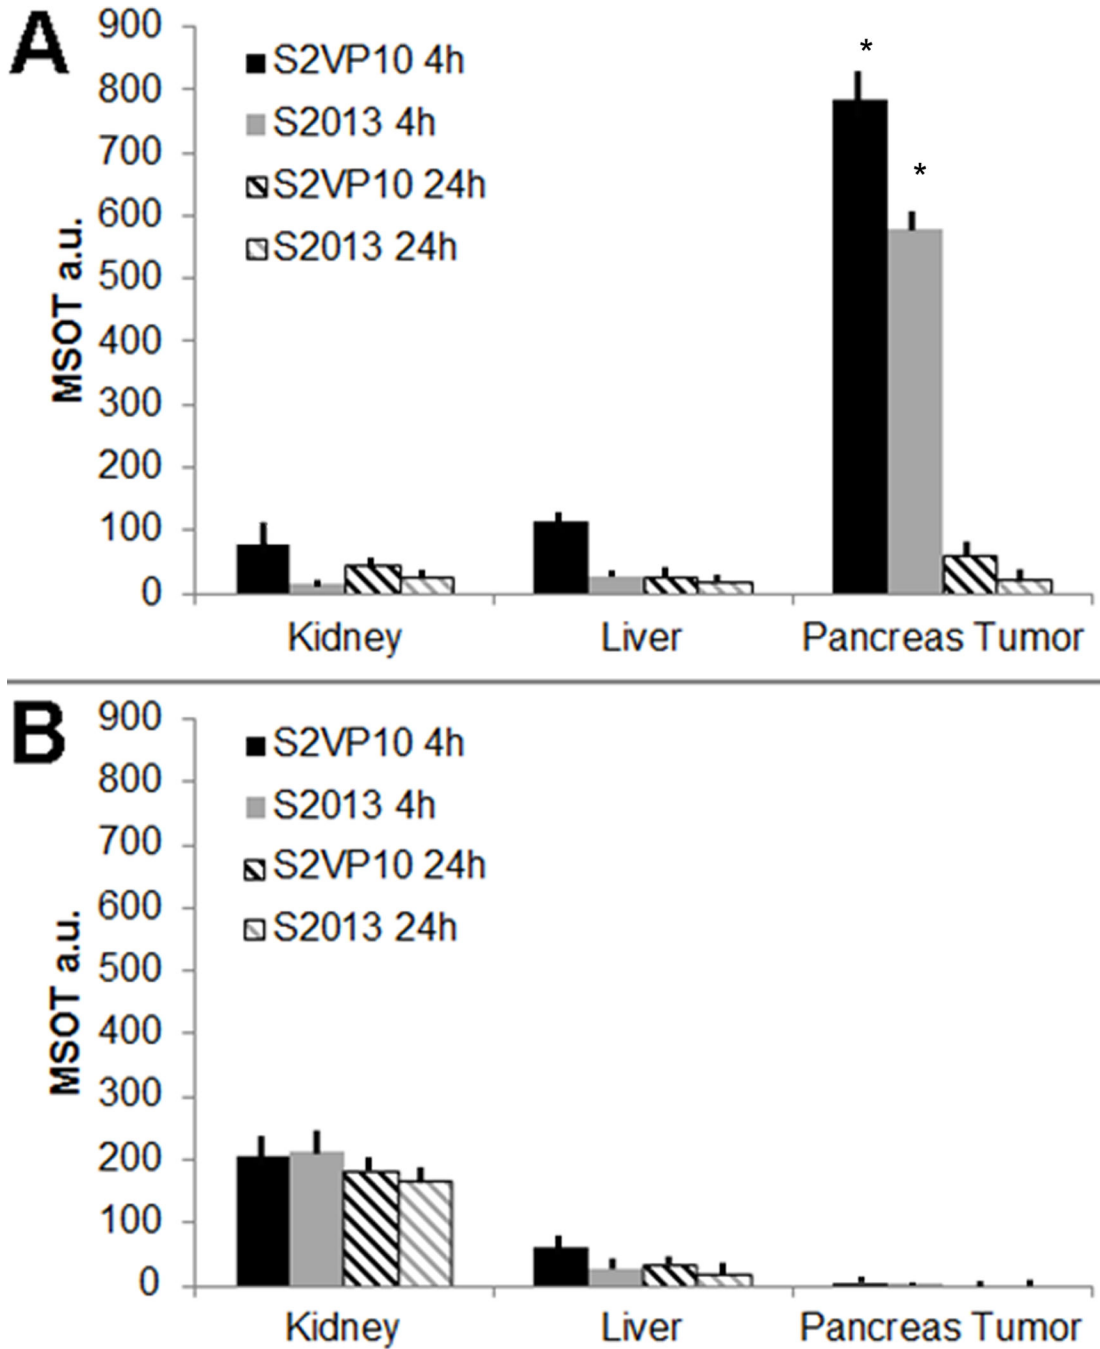 A
900
800
700
600
500
400
300
200
100
0
MSOT a.u.
S2VP10 4h
S2013 4h
S2VP10 24h
S2013 24h
*
*
Kidney Liver Pancreas Tumor
B
900
800
700
600
500
400
300
200
100
0
MSOT a.u.
S2VP10 4h
S2013 4h
S2VP10 24h
S2013 24h
Kidney Liver Pancreas Tumor